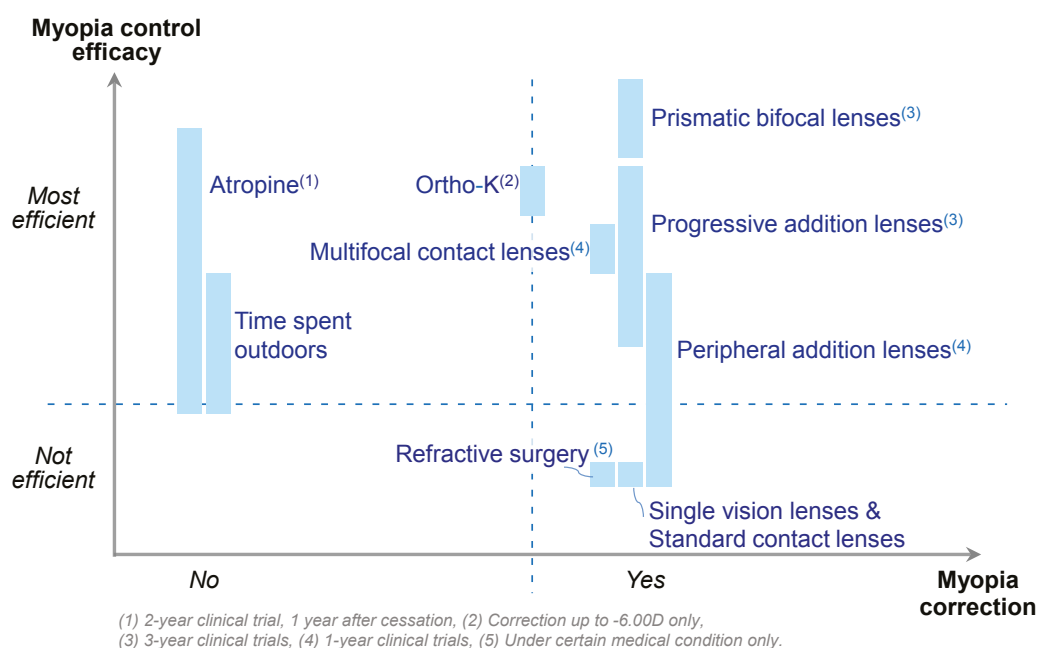 Myopia control
efficacy
Prismatic bifocal lenses(3)
Atropine(1)
Ortho-K(2)
Most
efficient
Progressive addition lenses(3)
Multifocal contact lenses(4)
Time spent
outdoors
Peripheral addition lenses(4)
Not
efficient
Refractive surgery (5)
Single vision lenses &
Standard contact lenses
No
Yes
Myopia
correction
(1) 2-year clinical trial, 1 year after cessation, (2) Correction up to -6.00D only,
(3) 3-year clinical trials, (4) 1-year clinical trials, (5) Under certain medical condition only.